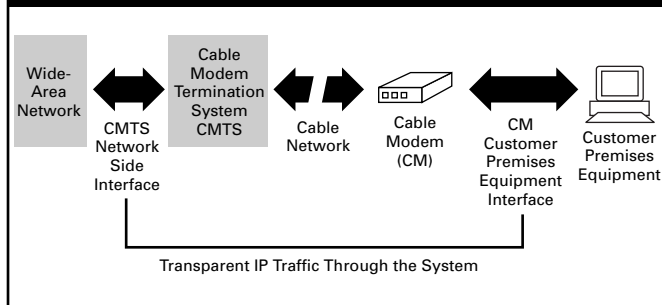 Wide-
Area
Network
CMTS
Network
Side
Interface
Cable
Modem
Termination
System
CMTS
Cable
Network
Cable
Modem
(CM)
CM
Customer
Premises
Equipment
Interface
Customer
Premises
Equipment
Transparent IP Traffic Through the System